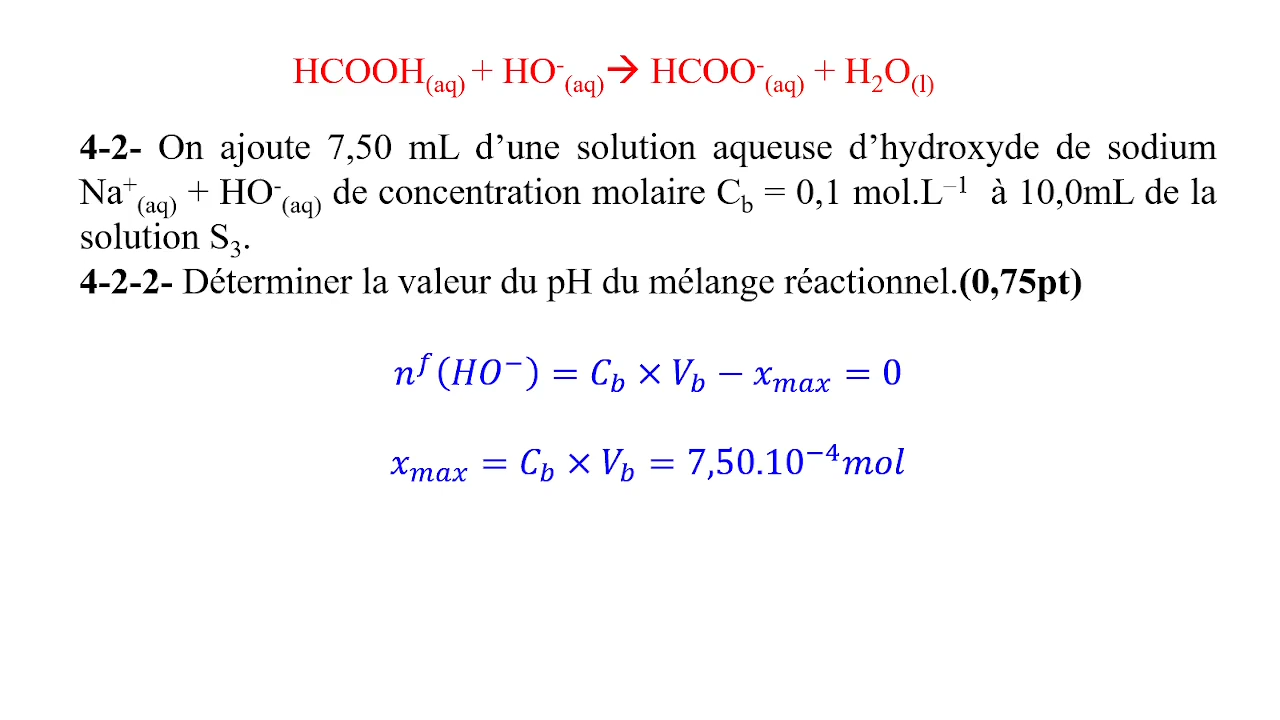 HCOOH(aq) + HO-(aq)→ HCOO-(aq) + H2O(l)
4-2- On ajoute 7,50 mL d’une solution aqueuse d’hydroxyde de sodium
Na+(aq) + HO-(aq) de concentration molaire Cb = 0,1 mol.L–1 à 10,0mL de la
solution S3.
4-2-2- Déterminer la valeur du pH du mélange réactionnel.(0,75pt)
n^f(HO−) = Cb × Vb − xmax = 0
xmax = Cb × Vb = 7,50.10^−4 mol